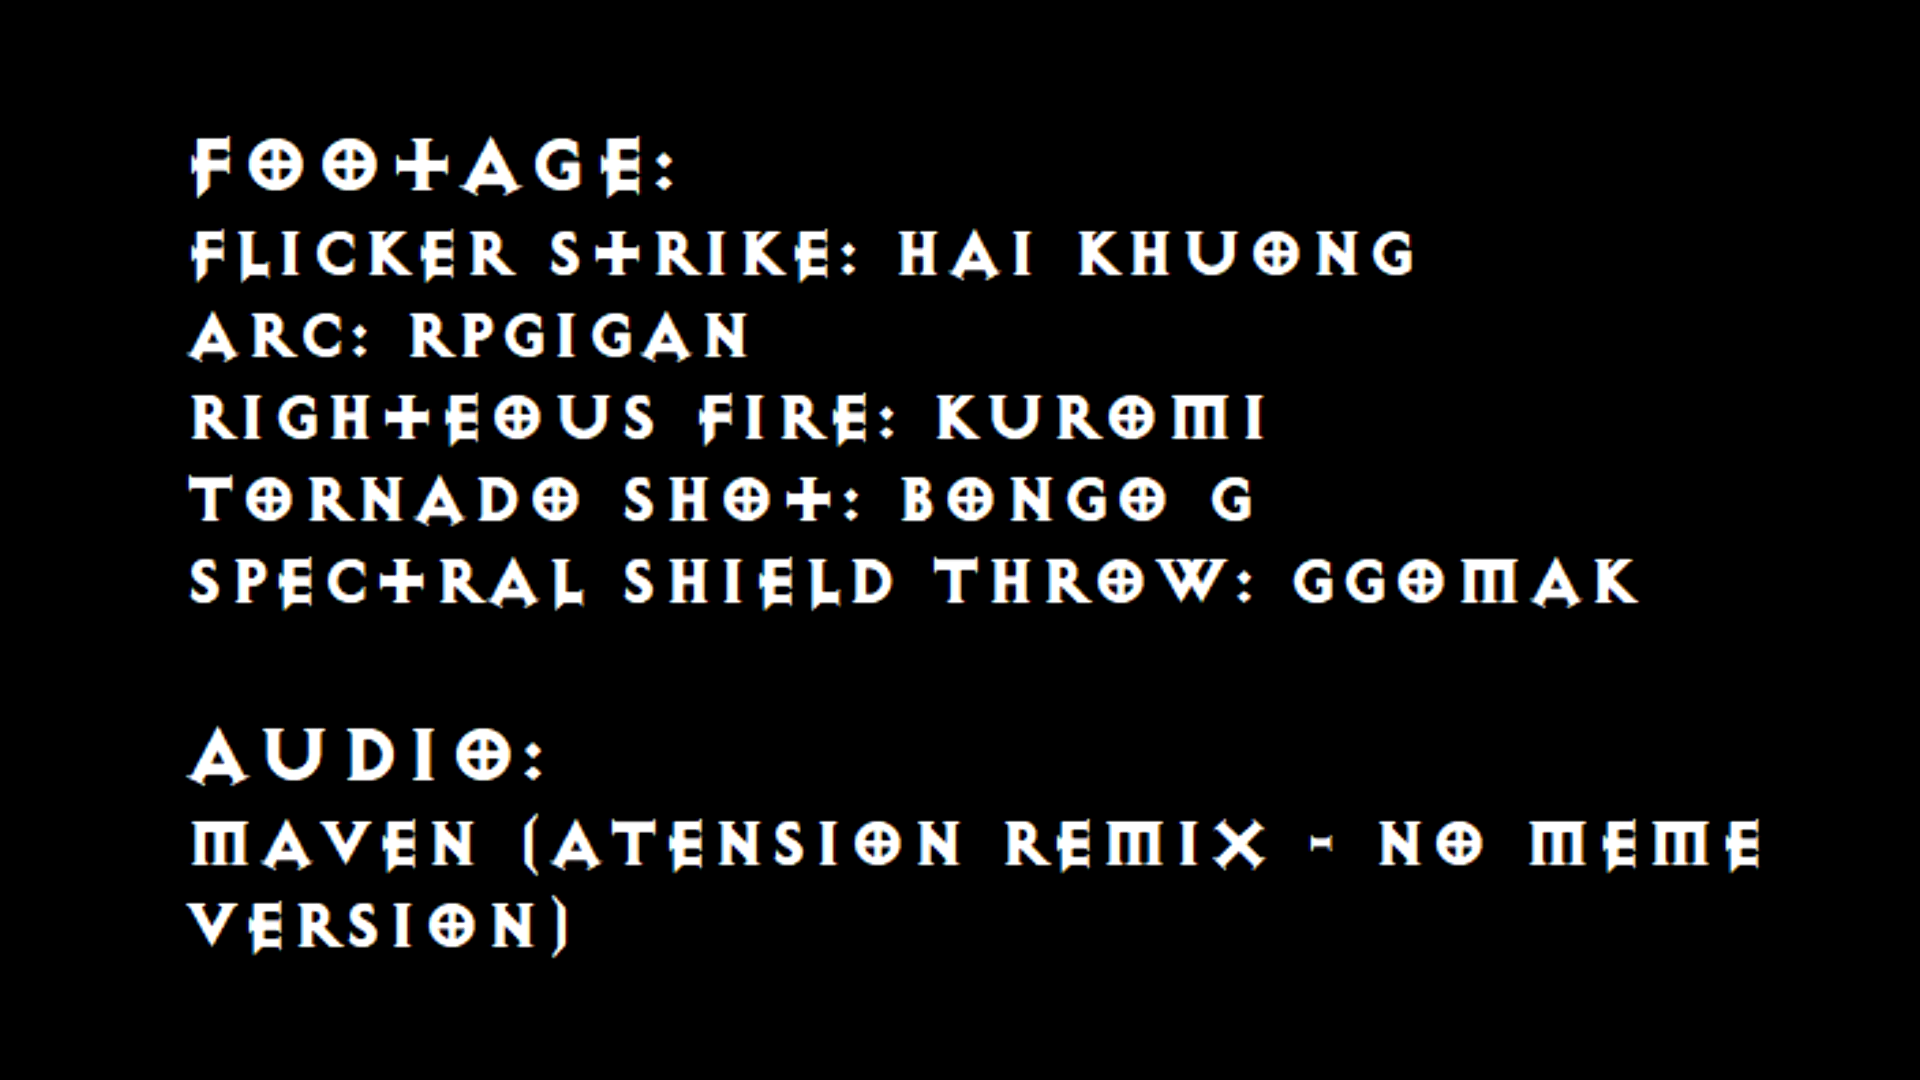 FOOTAGE:
FLICKER STRIKE: HAI KHUONG
ARC: RPGIGAN
RIGHTEOUS FIRE: KUROMI
TORNADO SHOT: BONGO G
SPECTRAL SHIELD THROW: GGOMAK
AUDIO:
MAVEN (ATENSION REMIX - NO MEME
VERSION)